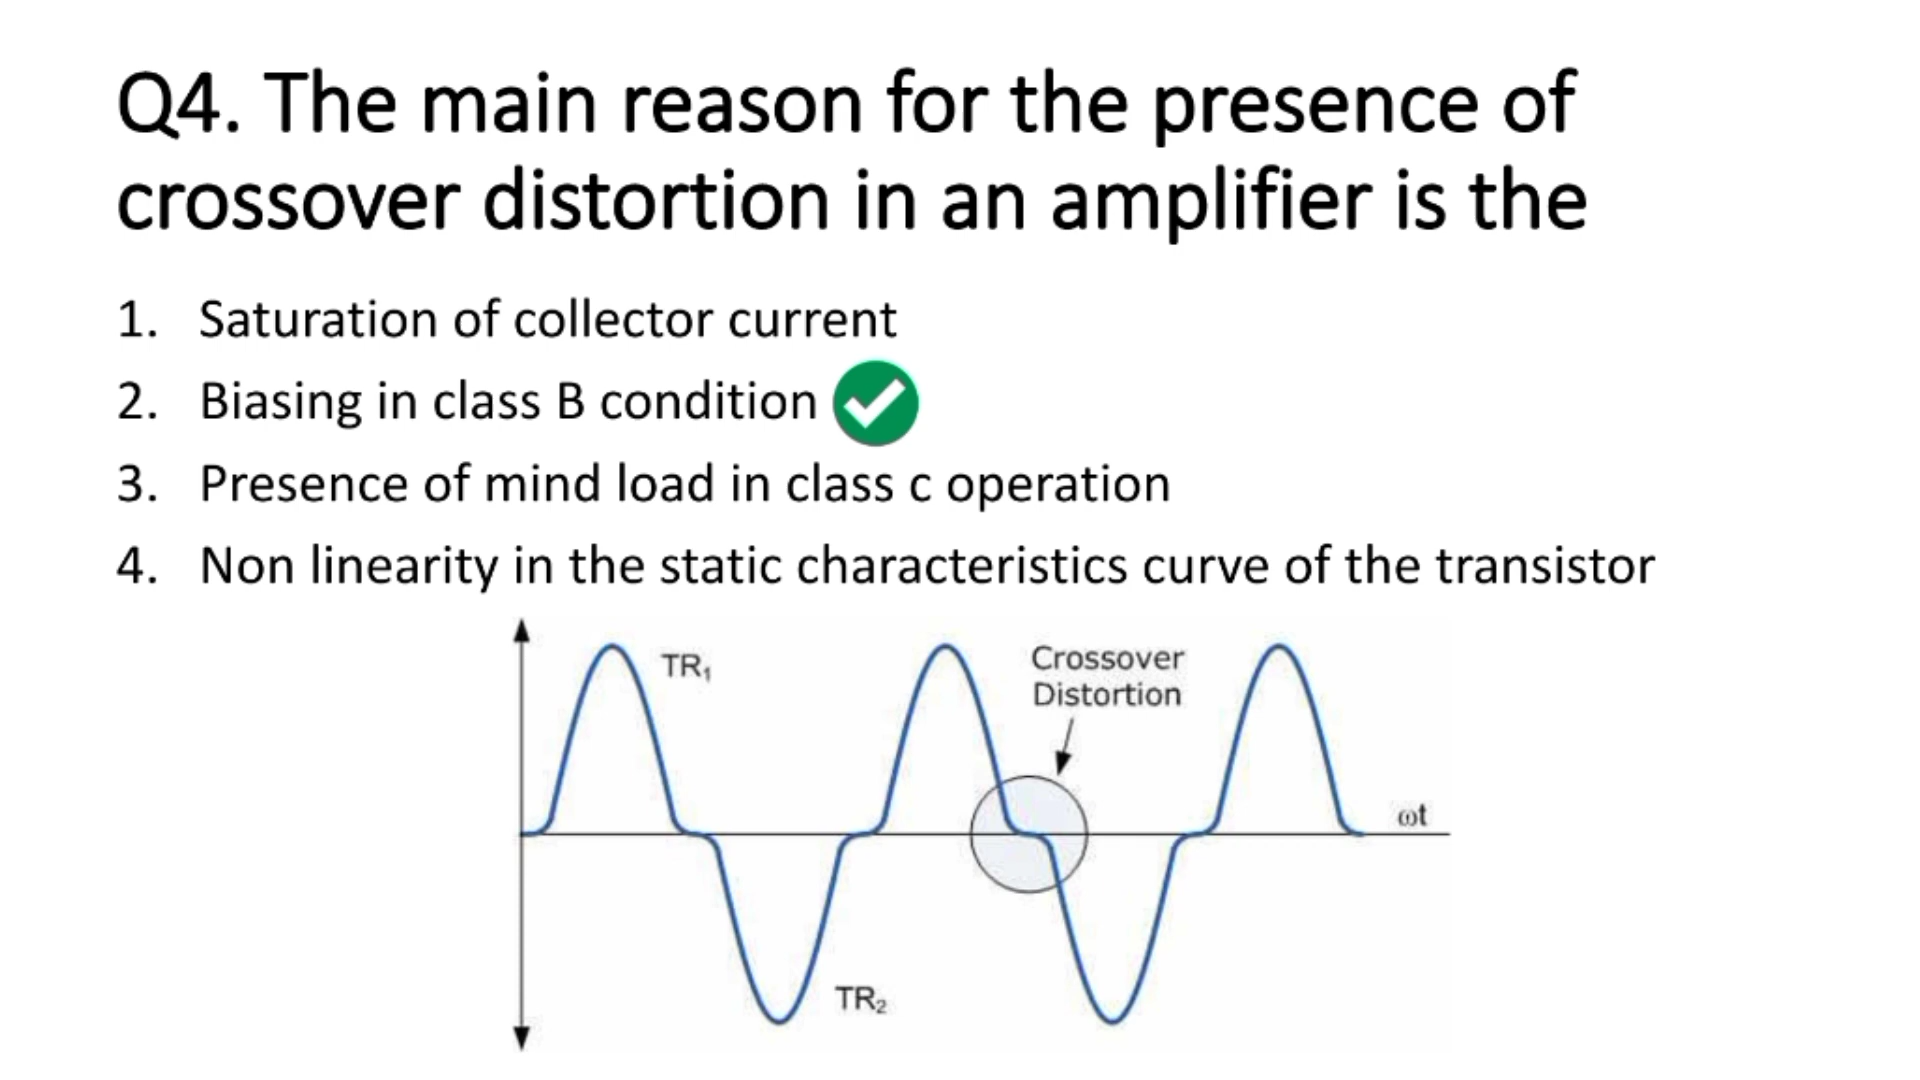 Q4. The main reason for the presence of
crossover distortion in an amplifier is the
1. Saturation of collector current
2. Biasing in class B condition
3. Presence of mind load in class c operation
4. Non linearity in the static characteristics curve of the transistor
TR₁
Crossover
Distortion
ωt
TR₂